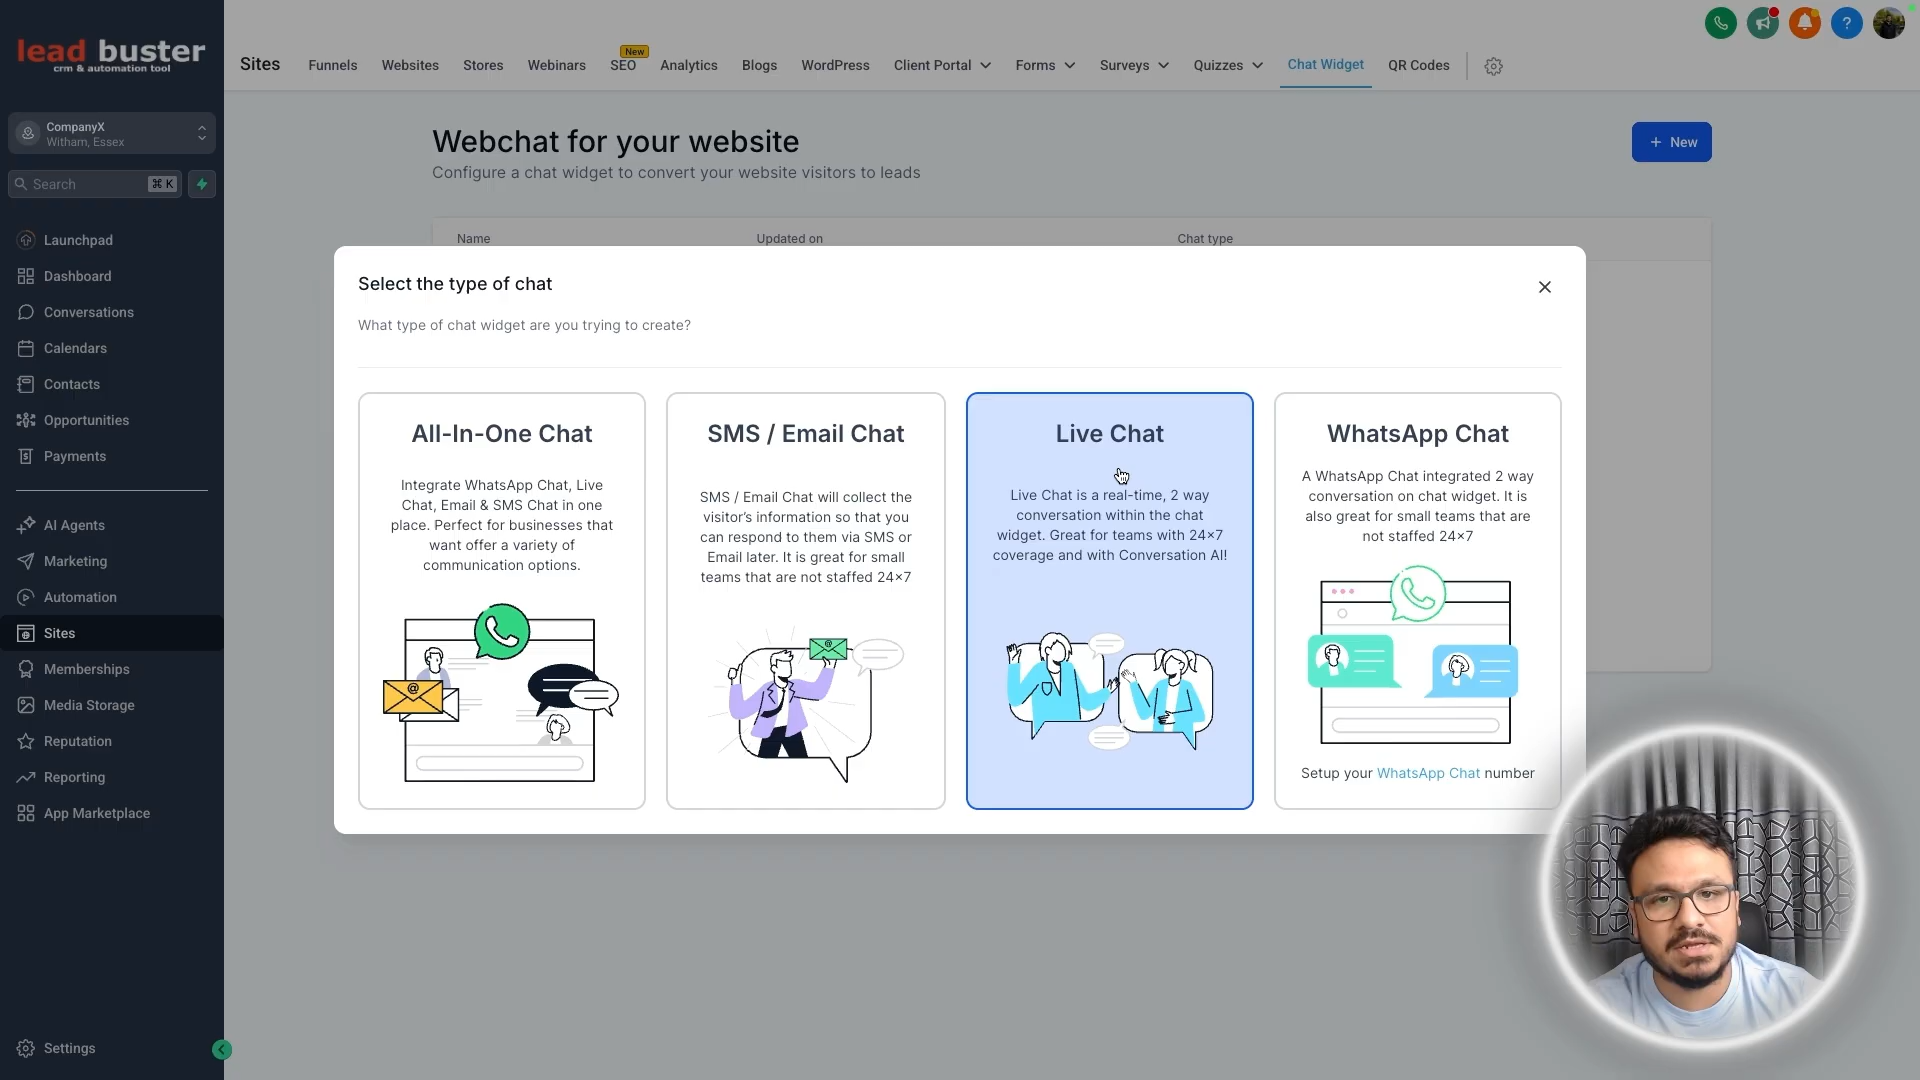 lead buster
crm & automation tool
CompanyX
Witham, Essex
Search
⌘ K
Launchpad
Dashboard
Conversations
Calendars
Contacts
Opportunities
Payments
AI Agents
Marketing
Automation
Sites
Memberships
Media Storage
Reputation
Reporting
App Marketplace
Settings
Sites
Funnels
Websites
Stores
Webinars
New
SEO
Analytics
Blogs
WordPress
Client Portal
Forms
Surveys
Quizzes
Chat Widget
QR Codes
?
Webchat for your website
Configure a chat widget to convert your website visitors to leads
+ New
Name
Updated on
Chat type
Select the type of chat
What type of chat widget are you trying to create?
All-In-One Chat
Integrate WhatsApp Chat, Live
Chat, Email & SMS Chat in one
place. Perfect for businesses that
want offer a variety of
communication options.
@
SMS / Email Chat
SMS / Email Chat will collect the
visitor’s information so that you
can respond to them via SMS or
Email later. It is great for small
teams that are not staffed 24×7
@
Live Chat
Live Chat is a real-time, 2 way
conversation within the chat
widget. Great for teams with 24×7
coverage and with Conversation AI!
WhatsApp Chat
A WhatsApp Chat integrated 2 way
conversation on chat widget. It is
also great for small teams that are
not staffed 24×7
Setup your WhatsApp Chat number